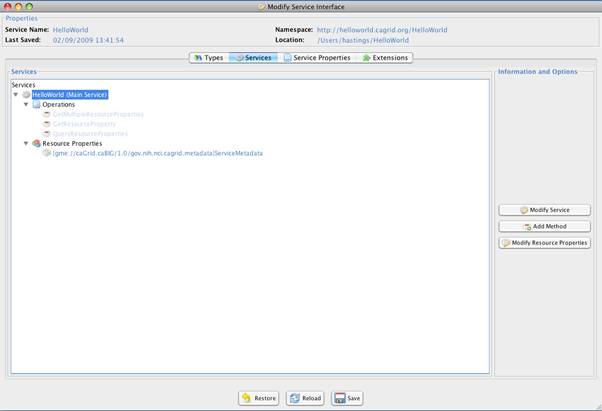 Modify Service Interface
Properties
Service Name: HelloWorld Namespace: http://helloworld.cagrid.org/HelloWorld
Last Saved: 02/09/2009 13:41:54 Location: /Users/hastings/HelloWorld
Types Services Service Properties Extensions
Services Information and Options
Services
HelloWorld (Main Service)
Operations
GetMultipleResourceProperties
GetResourceProperty
QueryResourceProperties
Resource Properties
{gme://caGrid.caBIG/1.0/gov.nih.nci.cagrid.metadata}ServiceMetadata
Modify Service
Add Method
Modify Resource Properties
Restore Reload Save